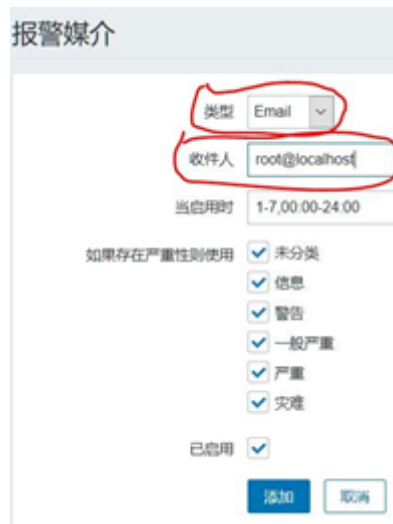 报警媒介
类型 Email
收件人 root@localhost
当启用时 1-7,00:00-24:00
如果存在严重性则使用 未分类
信息
警告
一般严重
严重
灾难
已启用
添加 取消